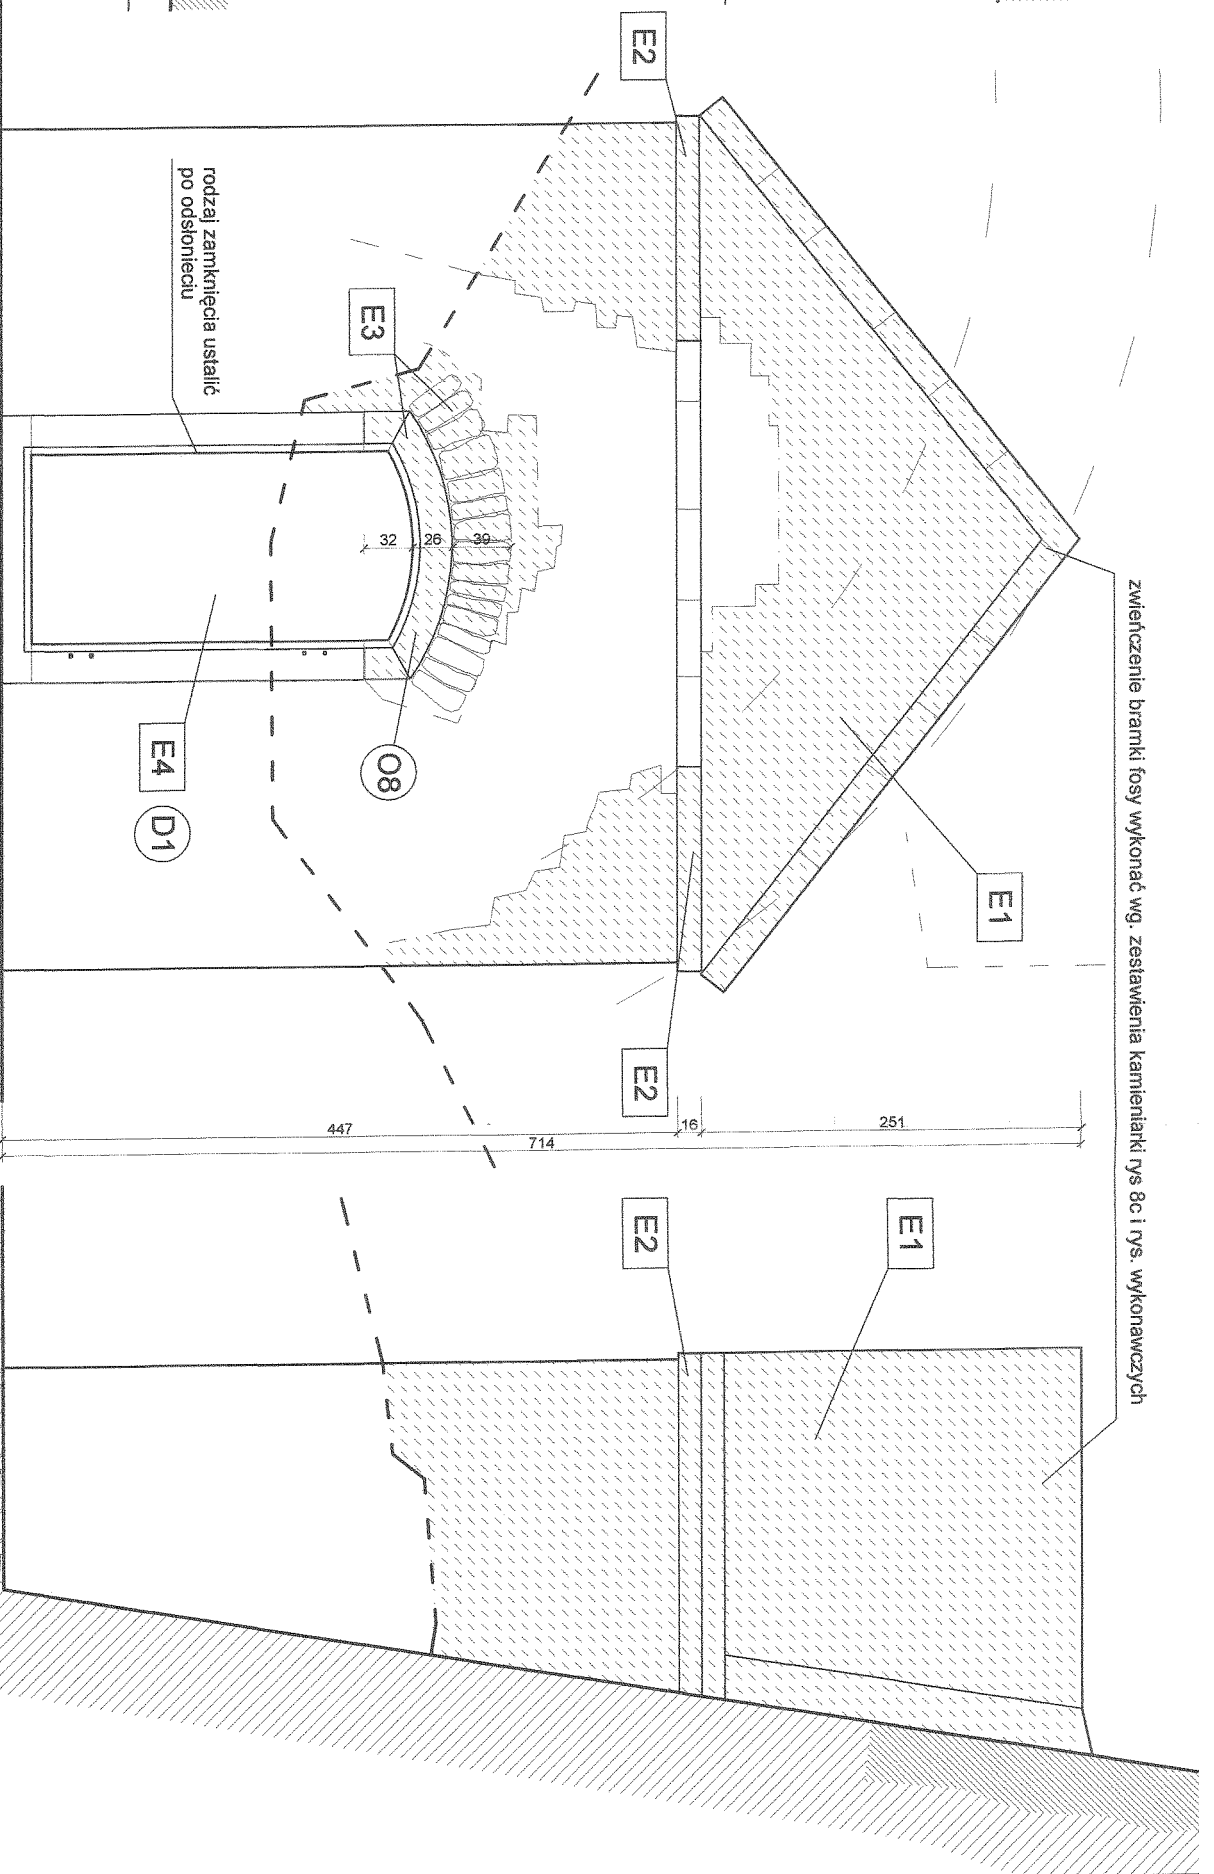 zwieńczenie bramki fosy wykonać wg. zestawienia kamieniarki rys 8c i rys. wykonawczych
E1
E1
E2
E2
E2
251
16
714
447
E3
39
26
32
O8
rodzaj zamknięcia ustalić
po odsłonieciu
E4
D1